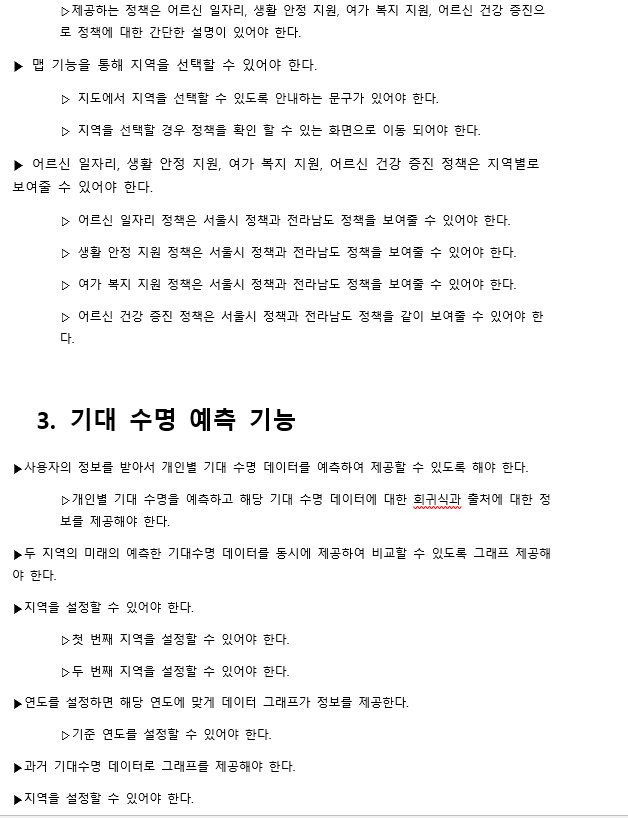 ▷제공하는 정책은 어르신 일자리, 생활 안정 지원, 여가 복지 지원, 어르신 건강 증진으
로 정책에 대한 간단한 설명이 있어야 한다.
▶ 맵 기능을 통해 지역을 선택할 수 있어야 한다.
▷ 지도에서 지역을 선택할 수 있도록 안내하는 문구가 있어야 한다.
▷ 지역을 선택할 경우 정책을 확인 할 수 있는 화면으로 이동 되어야 한다.
▶ 어르신 일자리, 생활 안정 지원, 여가 복지 지원, 어르신 건강 증진 정책은 지역별로
보여줄 수 있어야 한다.
▷ 어르신 일자리 정책은 서울시 정책과 전라남도 정책을 보여줄 수 있어야 한다.
▷ 생활 안정 지원 정책은 서울시 정책과 전라남도 정책을 보여줄 수 있어야 한다.
▷ 여가 복지 지원 정책은 서울시 정책과 전라남도 정책을 보여줄 수 있어야 한다.
▷ 어르신 건강 증진 정책은 서울시 정책과 전라남도 정책을 같이 보여줄 수 있어야 한
다.
3. 기대 수명 예측 기능
▶사용자의 정보를 받아서 개인별 기대 수명 데이터를 예측하여 제공할 수 있도록 해야 한다.
▷개인별 기대 수명을 예측하고 해당 기대 수명 데이터에 대한 회귀식과 출처에 대한 정
보를 제공해야 한다.
▶두 지역의 미래의 예측한 기대수명 데이터를 동시에 제공하여 비교할 수 있도록 그래프 제공해
야 한다.
▶지역을 설정할 수 있어야 한다.
▷첫 번째 지역을 설정할 수 있어야 한다.
▷두 번째 지역을 설정할 수 있어야 한다.
▶연도를 설정하면 해당 연도에 맞게 데이터 그래프가 정보를 제공한다.
▷기준 연도를 설정할 수 있어야 한다.
▶과거 기대수명 데이터로 그래프를 제공해야 한다.
▶지역을 설정할 수 있어야 한다.